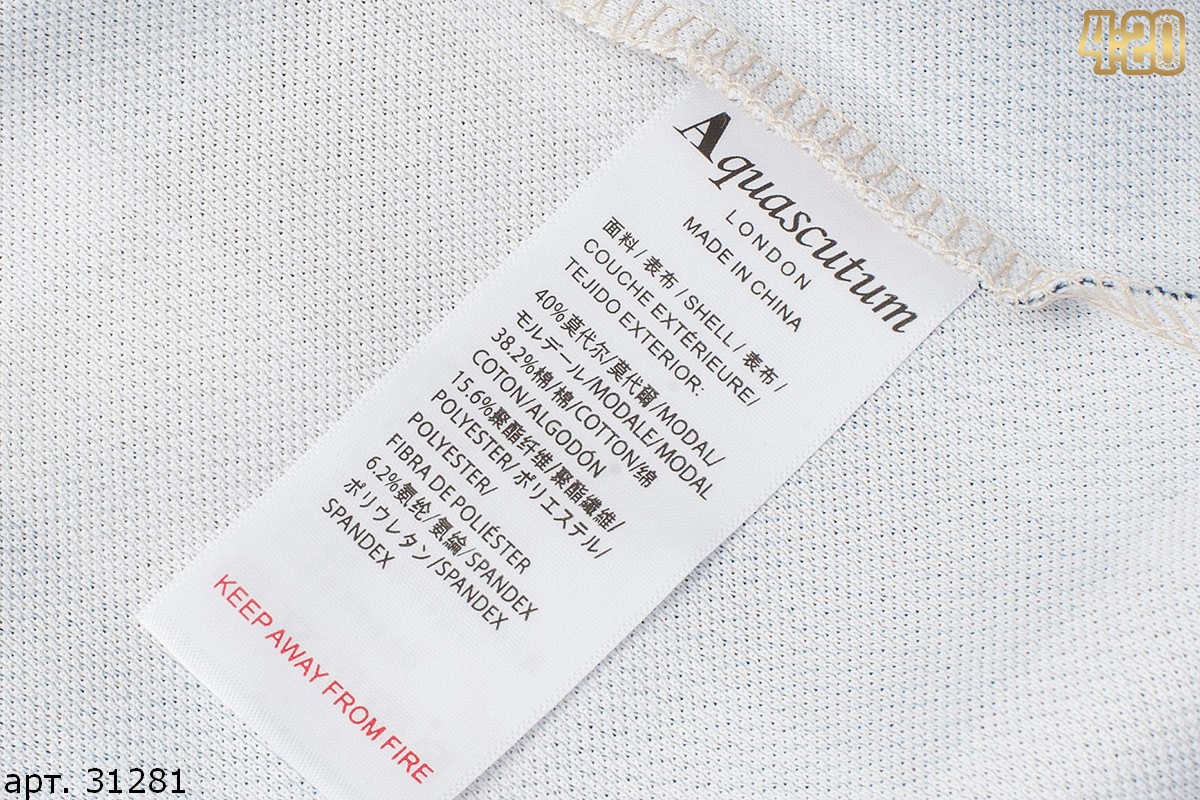 4:20
Aquascutum
LONDON
MADE IN CHINA
面料/表布/SHELL/表布/
COUCHE EXTÉRIEURE/
TEJIDO EXTERIOR:
40%莫代尔/莫代爾/MODAL/
モルデール/MODALE/MODAL
38.2%棉/棉/COTTON/绵
COTON/ALGODÓN
15.6%聚酯纤维/聚酯纖維/
POLYESTER/ポリエステル/
POLYESTER/
FIBRA DE POLIÉSTER
6.2%氨纶/氨綸/SPANDEX
ポリウレタン/SPANDEX
SPANDEX
KEEP AWAY FROM FIRE
арт. 31281